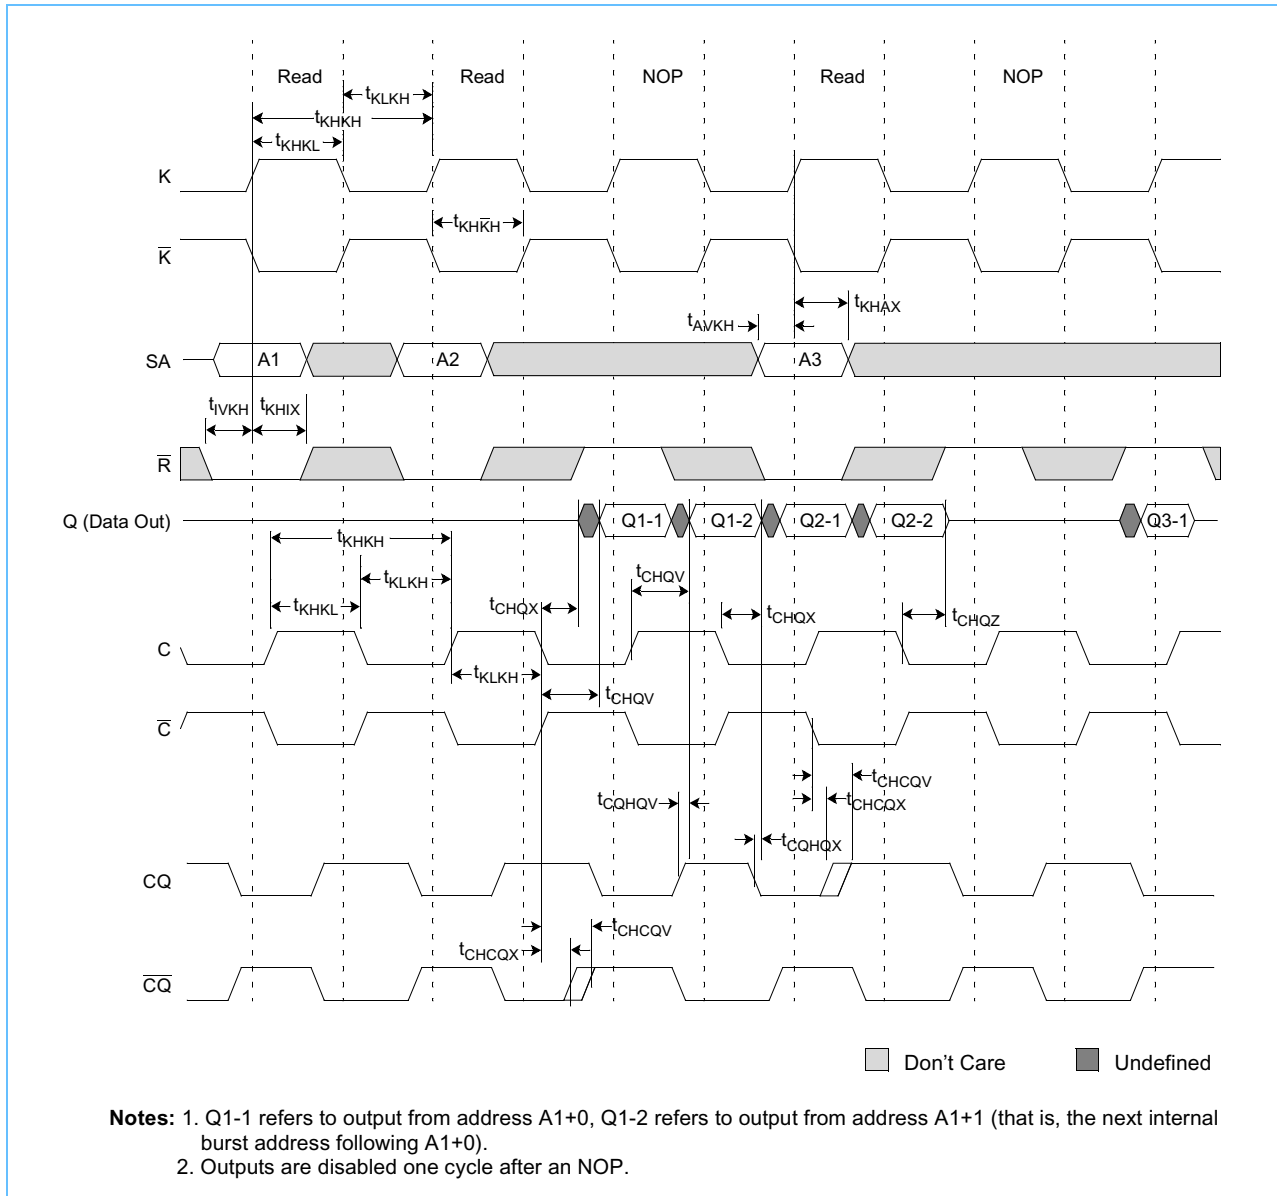 Read Read NOP Read NOP
tKLKH
tKHKH
tKHKL
K
tKHK̅H
K̅
tKHAX
tAVKH
SA A1 A2 A3
tIVKH tKHIX
R̅
Q (Data Out) Q1-1 Q1-2 Q2-1 Q2-2 Q3-1
tKHKH
tKLKH tCHQV
tKHKL tCHQX tCHQX tCHQZ
C
tKLKH
tCHQV
C̅
tCHCQV
tCQHQV tCHCQX
tCQHQX
CQ
tCHCQV
tCHCQX
C̅Q̅
Don't Care Undefined
Notes: 1. Q1-1 refers to output from address A1+0, Q1-2 refers to output from address A1+1 (that is, the next internal
burst address following A1+0).
2. Outputs are disabled one cycle after an NOP.